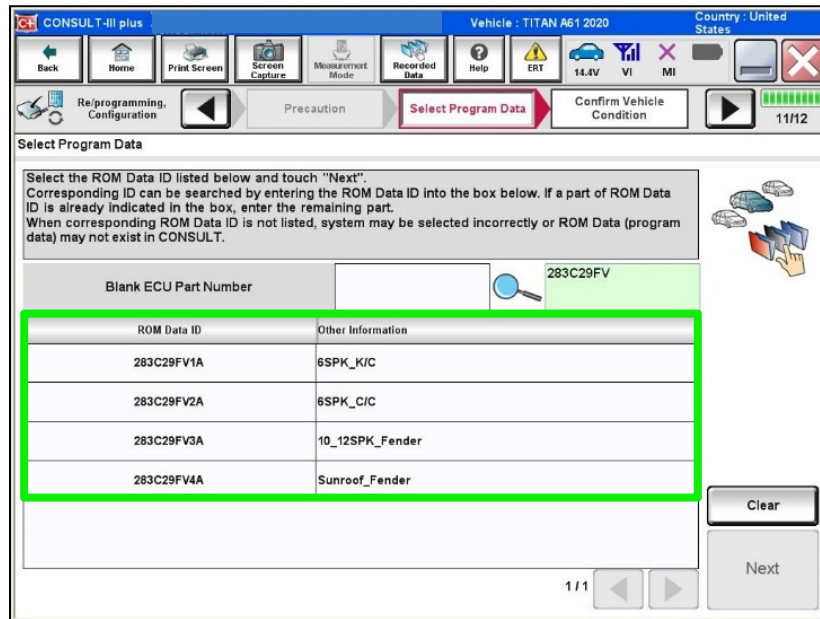 C+ CONSULT-III plus
Vehicle : TITAN A61 2020
Country : United
States
Back
Home
Print Screen
Screen
Capture
Measurement
Mode
Recorded
Data
Help
ERT
14.4V
VI
MI
Re/programming,
Configuration
Precaution
Select Program Data
Confirm Vehicle
Condition
11/12
Select Program Data
Select the ROM Data ID listed below and touch "Next".
Corresponding ID can be searched by entering the ROM Data ID into the box below. If a part of ROM Data
ID is already indicated in the box, enter the remaining part.
When corresponding ROM Data ID is not listed, system may be selected incorrectly or ROM Data (program
data) may not exist in CONSULT.
Blank ECU Part Number
283C29FV
ROM Data ID Other Information
283C29FV1A 6SPK_K/C
283C29FV2A 6SPK_C/C
283C29FV3A 10_12SPK_Fender
283C29FV4A Sunroof_Fender
Clear
Next
1/1